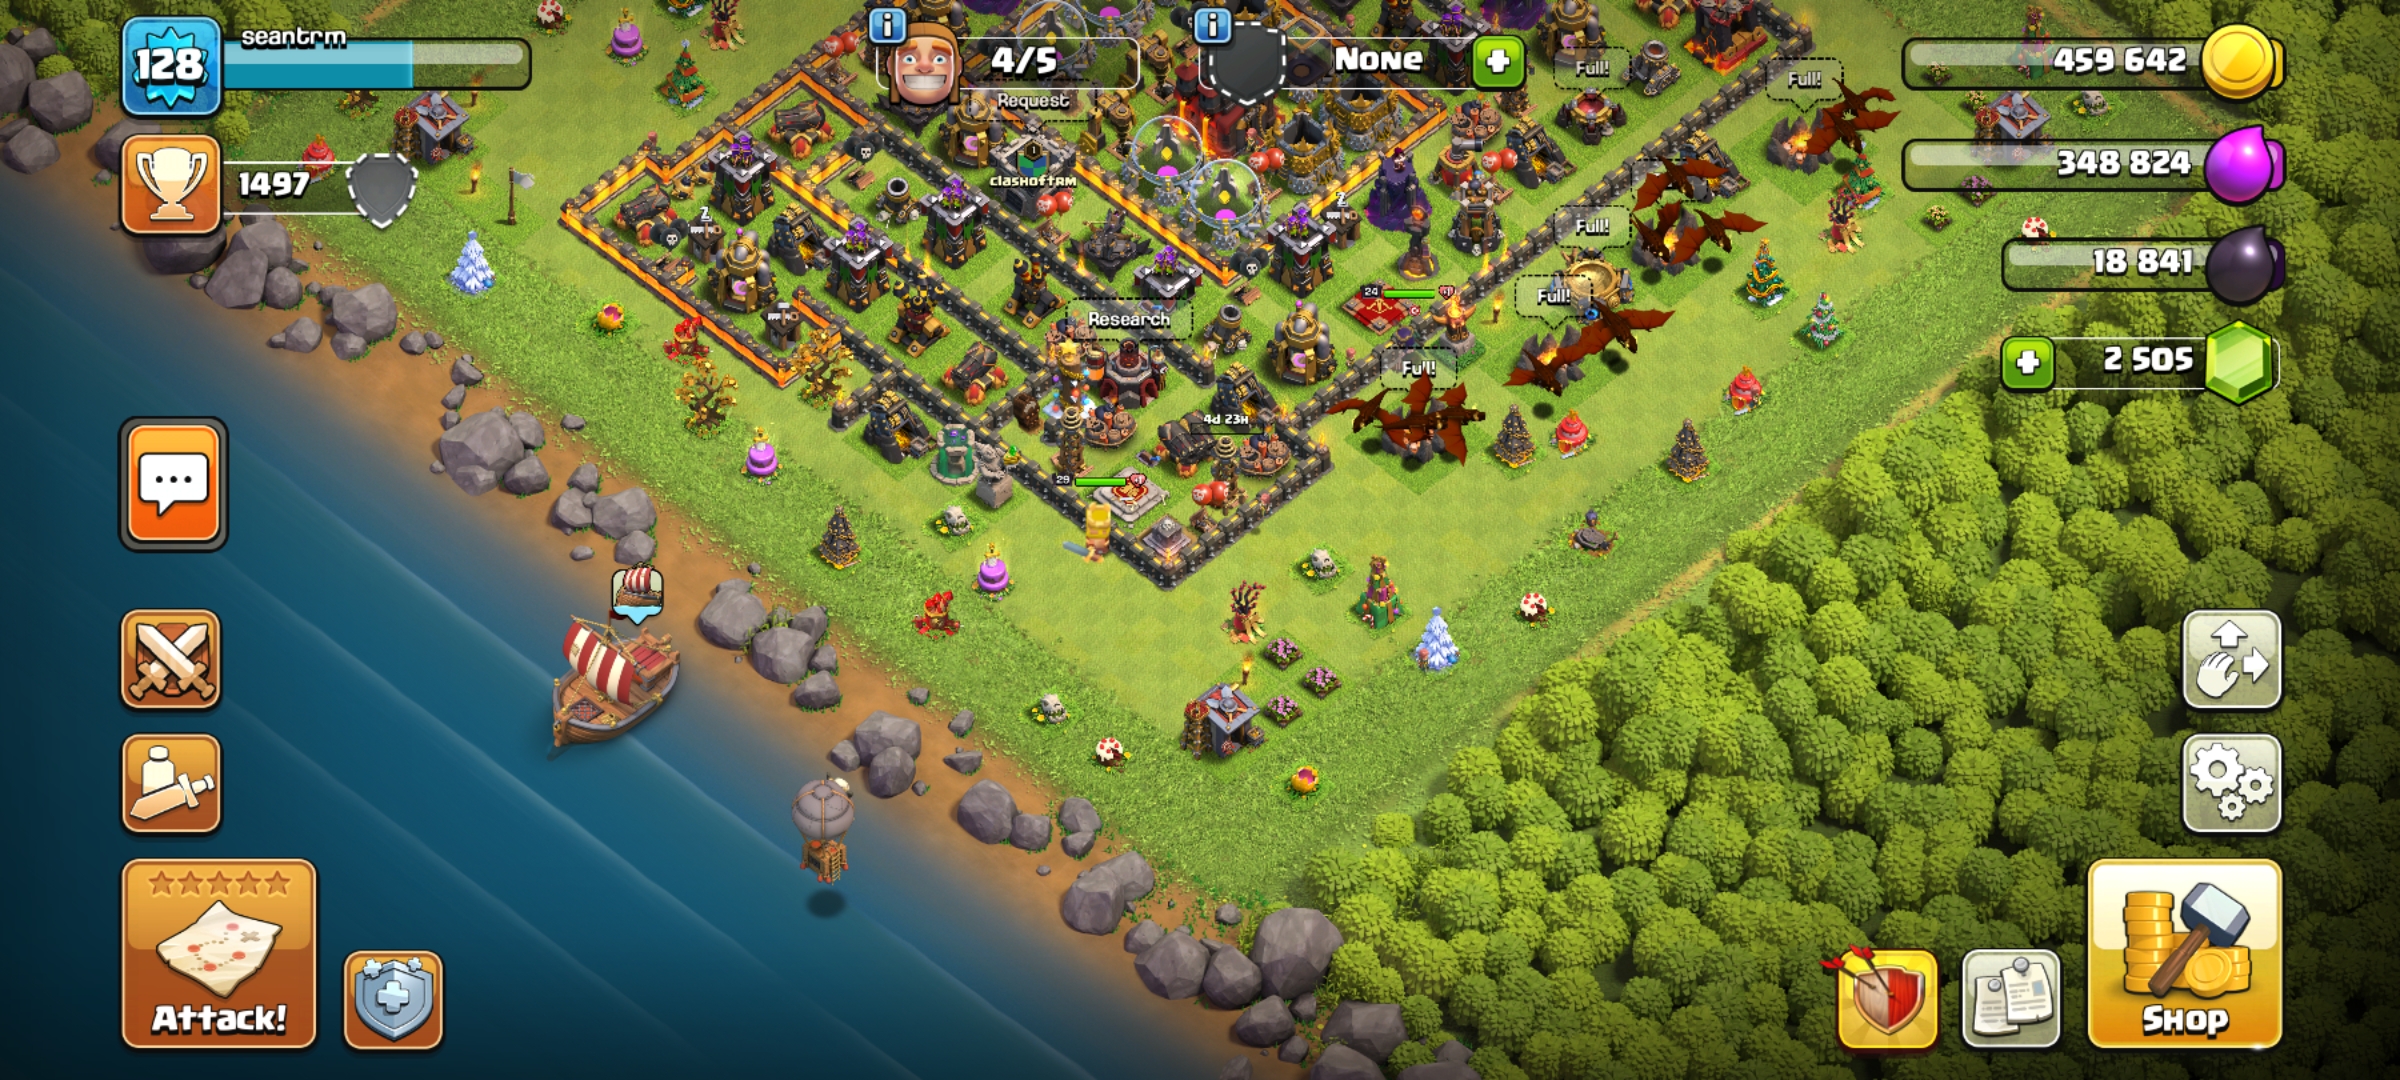 128
seantrm
4/5
None
459 642
Request
Full!
Full!
1497
clashoftrm
348 824
z
z
Full!
18 841
24
Full!
Research
2 505
Full!
4d 23H
29
Attack!
Shop